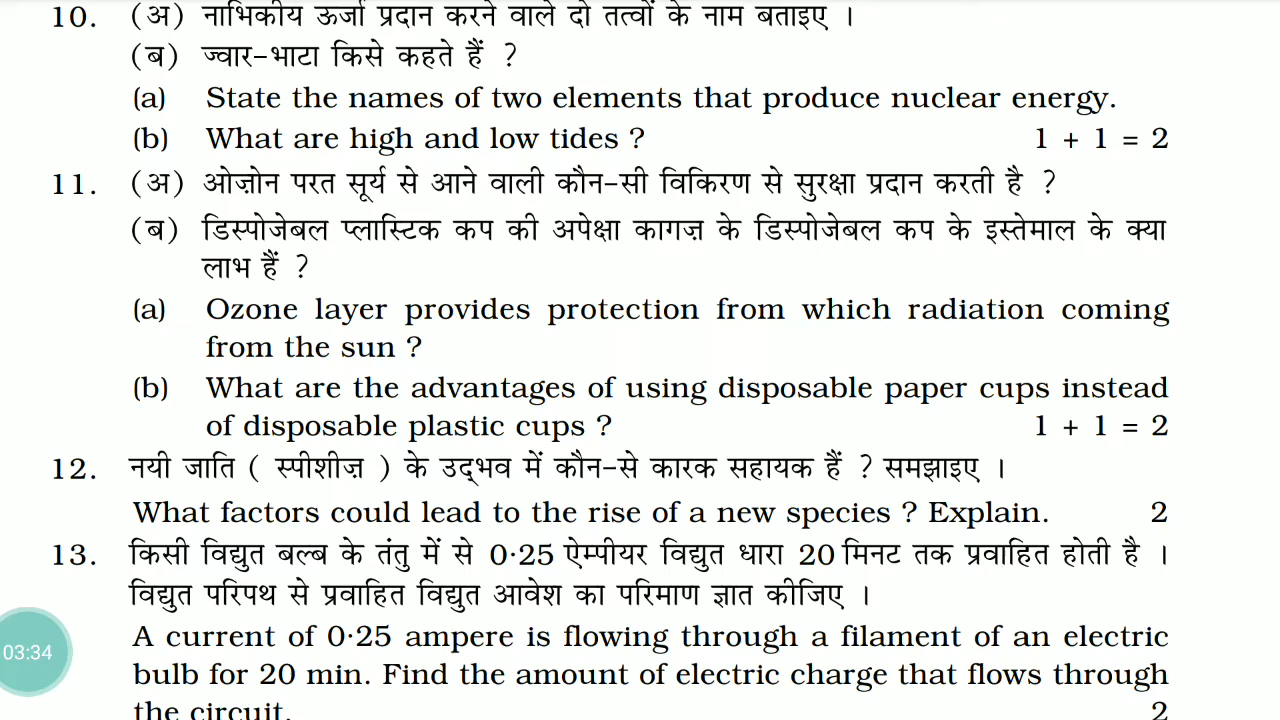 10. (अ) नाभिकीय ऊर्जा प्रदान करने वाले दो तत्वों के नाम बताइए ।
(ब) ज्वार-भाटा किसे कहते हैं ?
(a) State the names of two elements that produce nuclear energy.
(b) What are high and low tides ? 1 + 1 = 2
11. (अ) ओज़ोन परत सूर्य से आने वाली कौन-सी विकिरण से सुरक्षा प्रदान करती है ?
(ब) डिस्पोजेबल प्लास्टिक कप की अपेक्षा कागज़ के डिस्पोजेबल कप के इस्तेमाल के क्या
लाभ हैं ?
(a) Ozone layer provides protection from which radiation coming
from the sun ?
(b) What are the advantages of using disposable paper cups instead
of disposable plastic cups ? 1 + 1 = 2
12. नयी जाति ( स्पीशीज़ ) के उद्भव में कौन-से कारक सहायक हैं ? समझाइए ।
What factors could lead to the rise of a new species ? Explain. 2
13. किसी विद्युत बल्ब के तंतु में से 0·25 ऐम्पीयर विद्युत धारा 20 मिनट तक प्रवाहित होती है ।
विद्युत परिपथ से प्रवाहित विद्युत आवेश का परिमाण ज्ञात कीजिए ।
A current of 0·25 ampere is flowing through a filament of an electric
03:34
bulb for 20 min. Find the amount of electric charge that flows through
the circuit. 2